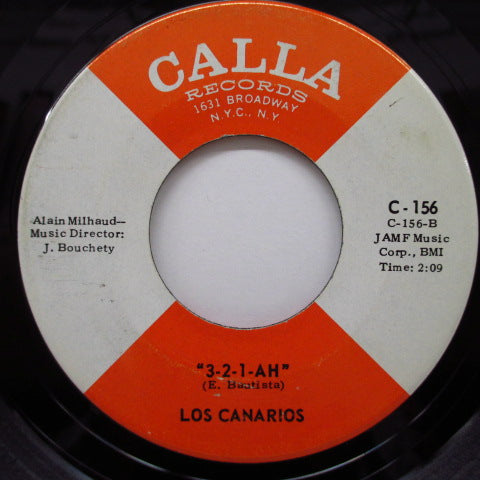 CALLA
RECORDS
1631 BROADWAY
N.Y.C., N.Y.
Alain Milhaud—
Music Director:
J. Bouchety
C - 156
C-156-B
JAMF Music
Corp., BMI
Time: 2:09
"3-2-1-AH"
(E. Bautista)
LOS CANARIOS